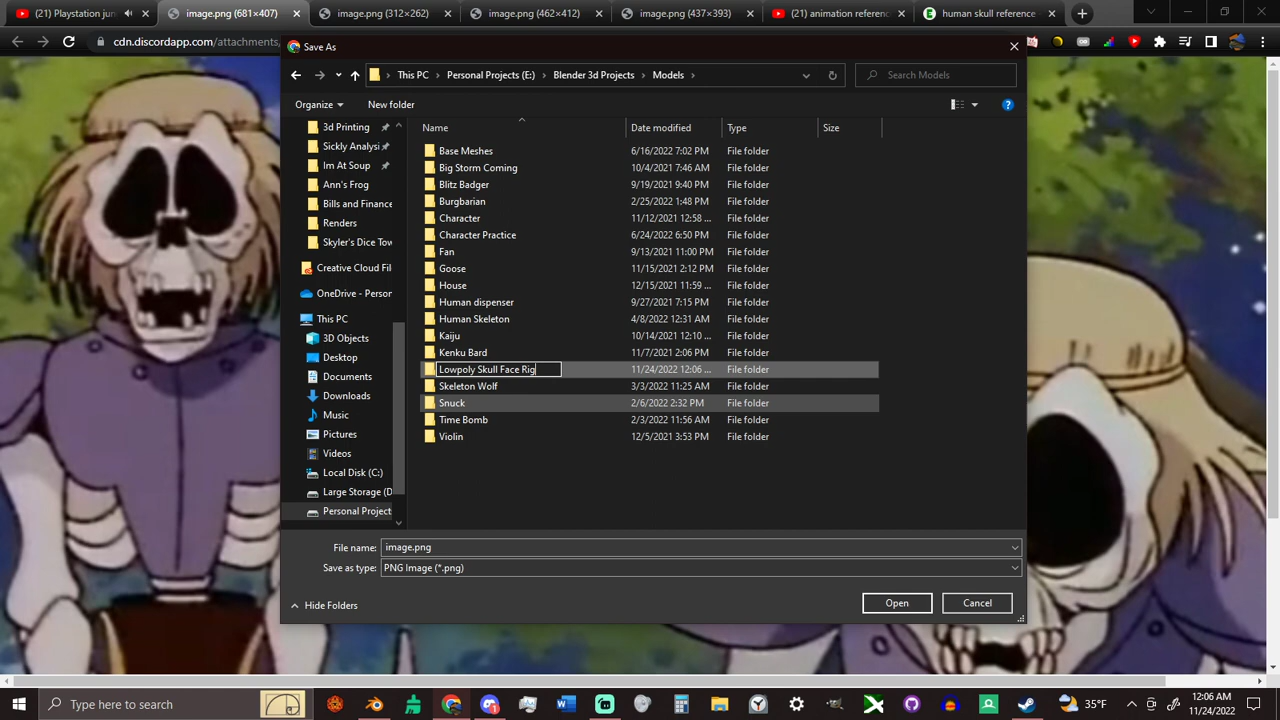 (21) Playstation jun
image.png (681×407)
image.png (312×262)
image.png (462×412)
image.png (437×393)
(21) animation referenc
human skull reference -
cdn.discordapp.com/attachments,
Save As
This PC > Personal Projects (E:) > Blender 3d Projects > Models >
Search Models
Organize
New folder
Name
Date modified
Type
Size
3d Printing
Sickly Analysi
Im At Soup
Ann's Frog
Bills and Finance
Renders
Skyler's Dice Tow
Creative Cloud Fil
OneDrive - Person
This PC
3D Objects
Desktop
Documents
Downloads
Music
Pictures
Videos
Local Disk (C:)
Large Storage (D
Personal Project
Base Meshes 6/16/2022 7:02 PM File folder
Big Storm Coming 10/4/2021 7:46 AM File folder
Blitz Badger 9/19/2021 9:40 PM File folder
Burgbarian 2/25/2022 1:48 PM File folder
Character 11/12/2021 12:58 ... File folder
Character Practice 6/24/2022 6:50 PM File folder
Fan 9/13/2021 11:00 PM File folder
Goose 11/15/2021 2:12 PM File folder
House 12/15/2021 11:59 ... File folder
Human dispenser 9/27/2021 7:15 PM File folder
Human Skeleton 4/8/2022 12:31 AM File folder
Kaiju 10/14/2021 12:10 ... File folder
Kenku Bard 11/7/2021 2:06 PM File folder
Lowpoly Skull Face Rig 11/24/2022 12:06 ... File folder
Skeleton Wolf 3/3/2022 11:25 AM File folder
Snuck 2/6/2022 2:32 PM File folder
Time Bomb 2/3/2022 11:56 AM File folder
Violin 12/5/2021 3:53 PM File folder
File name: image.png
Save as type: PNG Image (*.png)
Hide Folders
Open
Cancel
Type here to search
35°F
12:06 AM
11/24/2022